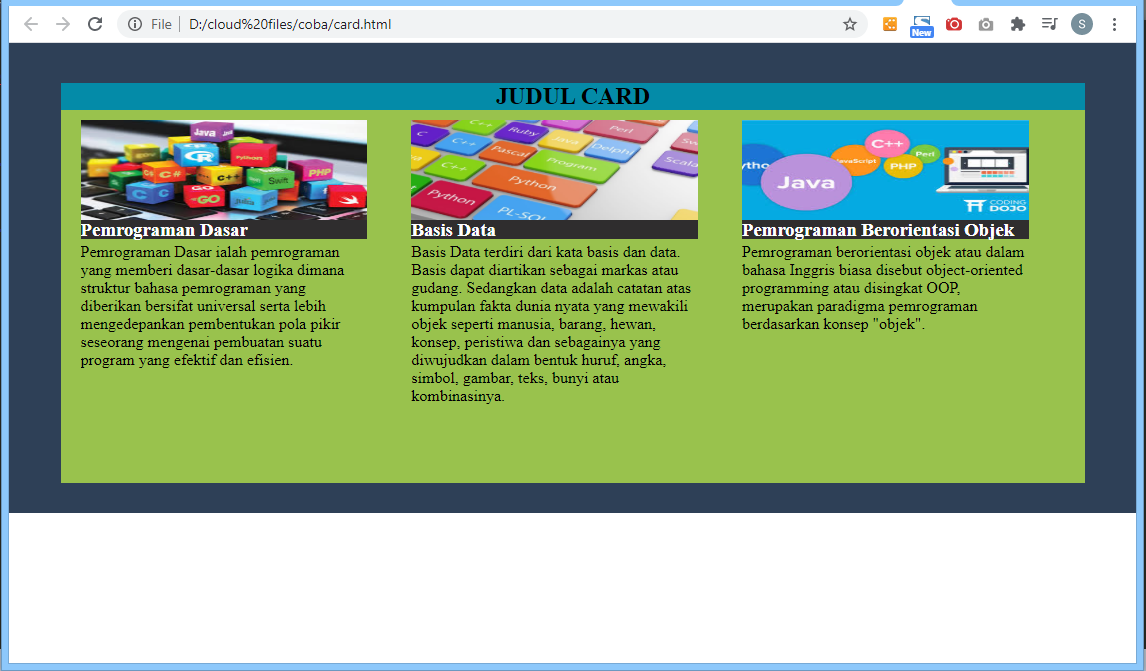 File
D:/cloud%20files/coba/card.html
New
S
JUDUL CARD
Java
Python
PHP
C#
C++
Swift
GO
Julia
Pemrograman Dasar
Pemrograman Dasar ialah pemrograman
yang memberi dasar-dasar logika dimana
struktur bahasa pemrograman yang
diberikan bersifat universal serta lebih
mengedepankan pembentukan pola pikir
seseorang mengenai pembuatan suatu
program yang efektif dan efisien.
C
C++
Ruby
Perl
C++
Pascal
Java
Delphi
Program
Scala
Python
Python
PL-SQL
Basis Data
Basis Data terdiri dari kata basis dan data.
Basis dapat diartikan sebagai markas atau
gudang. Sedangkan data adalah catatan atas
kumpulan fakta dunia nyata yang mewakili
objek seperti manusia, barang, hewan,
konsep, peristiwa dan sebagainya yang
diwujudkan dalam bentuk huruf, angka,
simbol, gambar, teks, bunyi atau
kombinasinya.
C++
JavaScript
Perl
PHP
ytho
Java
CODING
DOJO
Pemrograman Berorientasi Objek
Pemrograman berorientasi objek atau dalam
bahasa Inggris biasa disebut object-oriented
programming atau disingkat OOP,
merupakan paradigma pemrograman
berdasarkan konsep "objek".